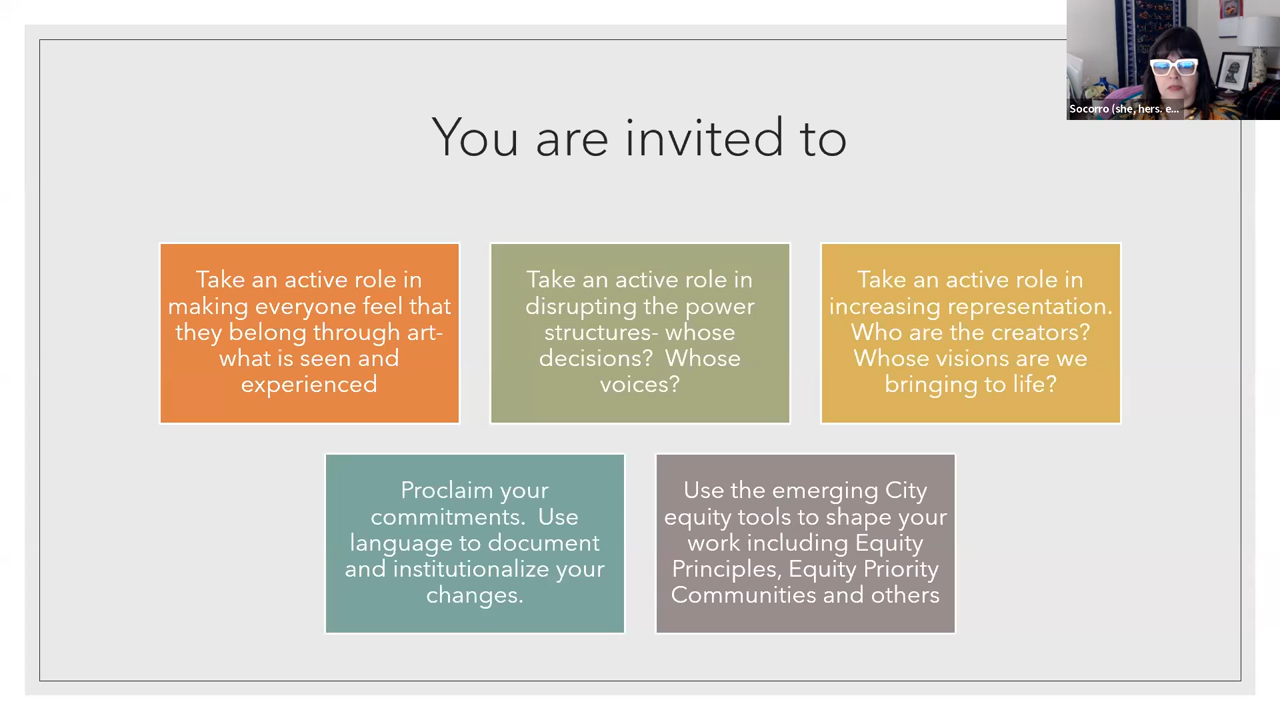 You are invited to
Take an active role in
making everyone feel that
they belong through art-
what is seen and
experienced
Take an active role in
disrupting the power
structures- whose
decisions?  Whose
voices?
Take an active role in
increasing representation.
Who are the creators?
Whose visions are we
bringing to life?
Proclaim your
commitments.  Use
language to document
and institutionalize your
changes.
Use the emerging City
equity tools to shape your
work including Equity
Principles, Equity Priority
Communities and others
Socorro (she, hers. e...